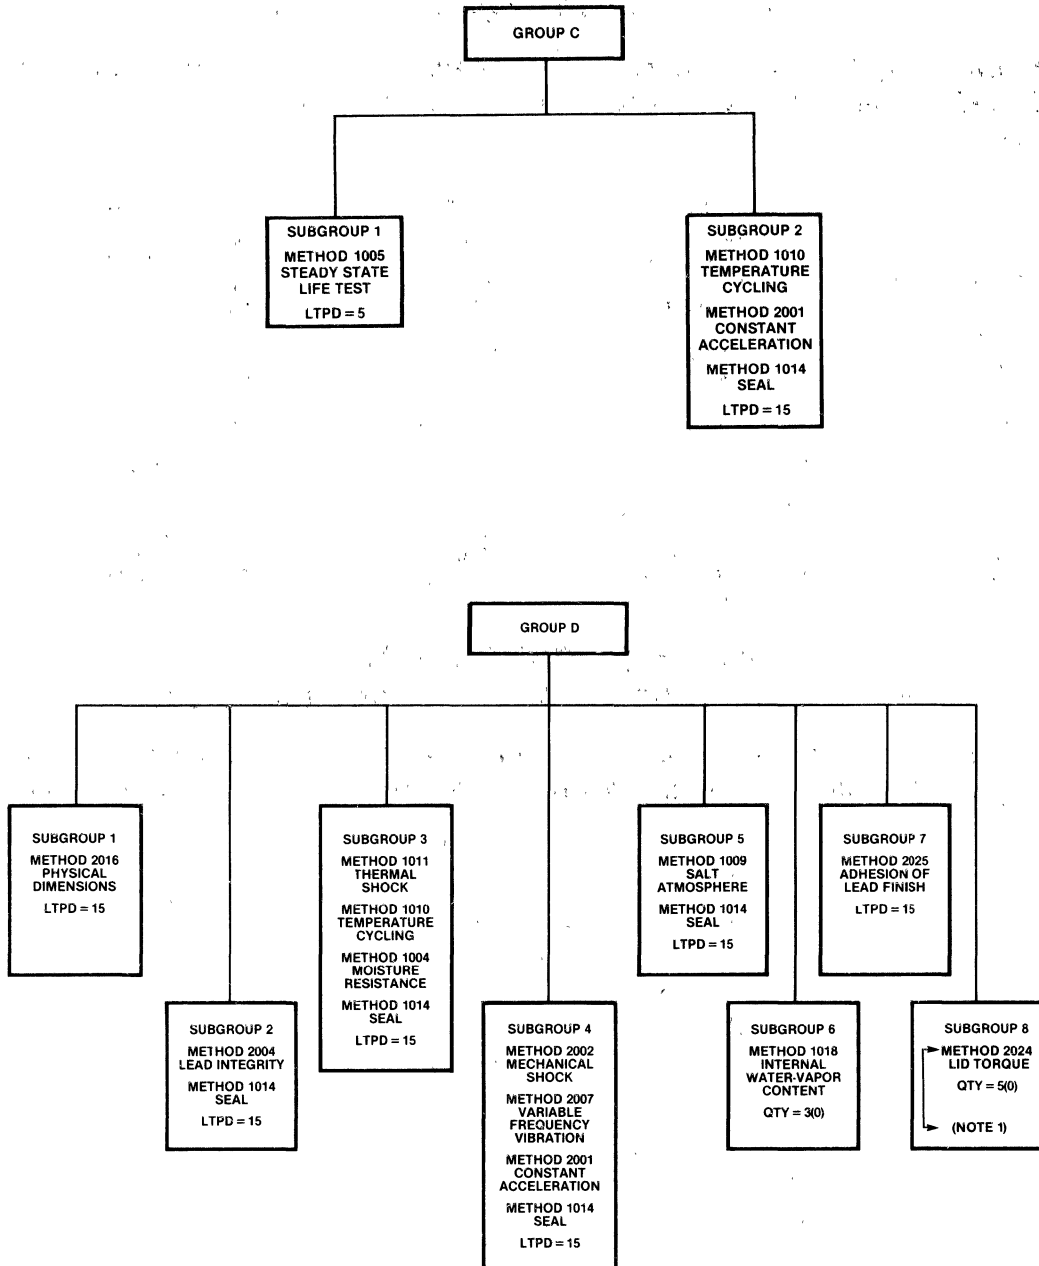 GROUP C
SUBGROUP 1
METHOD 1005
STEADY STATE
LIFE TEST
LTPD = 5
SUBGROUP 2
METHOD 1010
TEMPERATURE
CYCLING
METHOD 2001
CONSTANT
ACCELERATION
METHOD 1014
SEAL
LTPD = 15
GROUP D
SUBGROUP 1
METHOD 2016
PHYSICAL
DIMENSIONS
LTPD = 15
SUBGROUP 2
METHOD 2004
LEAD INTEGRITY
METHOD 1014
SEAL
LTPD = 15
SUBGROUP 3
METHOD 1011
THERMAL
SHOCK
METHOD 1010
TEMPERATURE
CYCLING
METHOD 1004
MOISTURE
RESISTANCE
METHOD 1014
SEAL
LTPD = 15
SUBGROUP 4
METHOD 2002
MECHANICAL
SHOCK
METHOD 2007
VARIABLE
FREQUENCY
VIBRATION
METHOD 2001
CONSTANT
ACCELERATION
METHOD 1014
SEAL
LTPD = 15
SUBGROUP 5
METHOD 1009
SALT
ATMOSPHERE
METHOD 1014
SEAL
LTPD = 15
SUBGROUP 6
METHOD 1018
INTERNAL
WATER-VAPOR
CONTENT
QTY = 3(0)
SUBGROUP 7
METHOD 2025
ADHESION OF
LEAD FINISH
LTPD = 15
SUBGROUP 8
METHOD 2024
LID TORQUE
QTY = 5(0)
(NOTE 1)